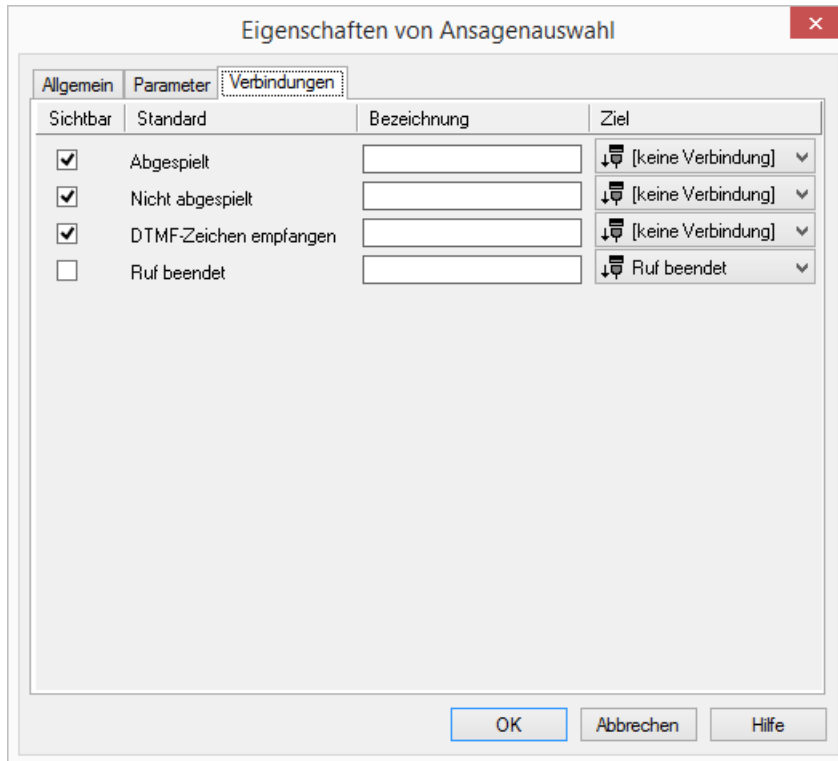 Eigenschaften von Ansagenauswahl
Allgemein Parameter Verbindungen
Sichtbar Standard Bezeichnung Ziel
Abgespielt [keine Verbindung]
Nicht abgespielt [keine Verbindung]
DTMF-Zeichen empfangen [keine Verbindung]
Ruf beendet Ruf beendet
OK Abbrechen Hilfe